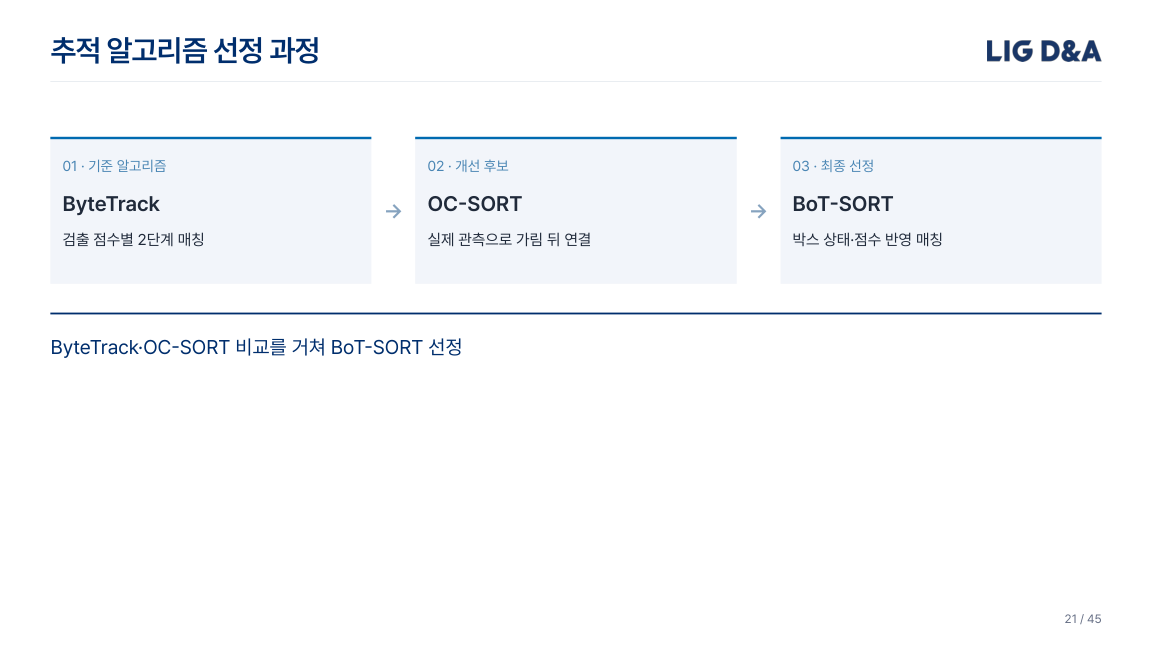 추적 알고리즘 선정 과정
LIG D&A
01 · 기준 알고리즘
ByteTrack
검출 점수별 2단계 매칭
→
02 · 개선 후보
OC-SORT
실제 관측으로 가림 뒤 연결
→
03 · 최종 선정
BoT-SORT
박스 상태·점수 반영 매칭
ByteTrack·OC-SORT 비교를 거쳐 BoT-SORT 선정
21 / 45